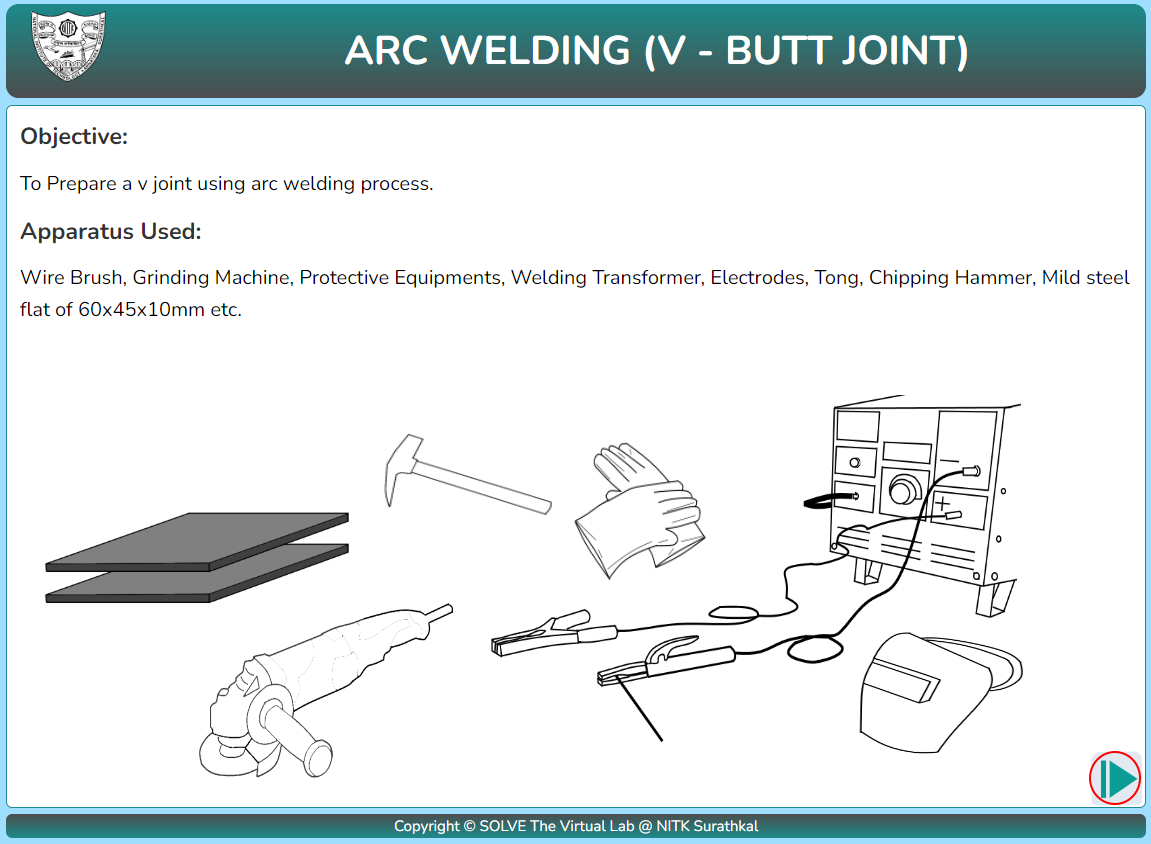 ARC WELDING (V - BUTT JOINT)
Objective:
To Prepare a v joint using arc welding process.
Apparatus Used:
Wire Brush, Grinding Machine, Protective Equipments, Welding Transformer, Electrodes, Tong, Chipping Hammer, Mild steel
flat of 60x45x10mm etc.
Copyright © SOLVE The Virtual Lab @ NITK Surathkal